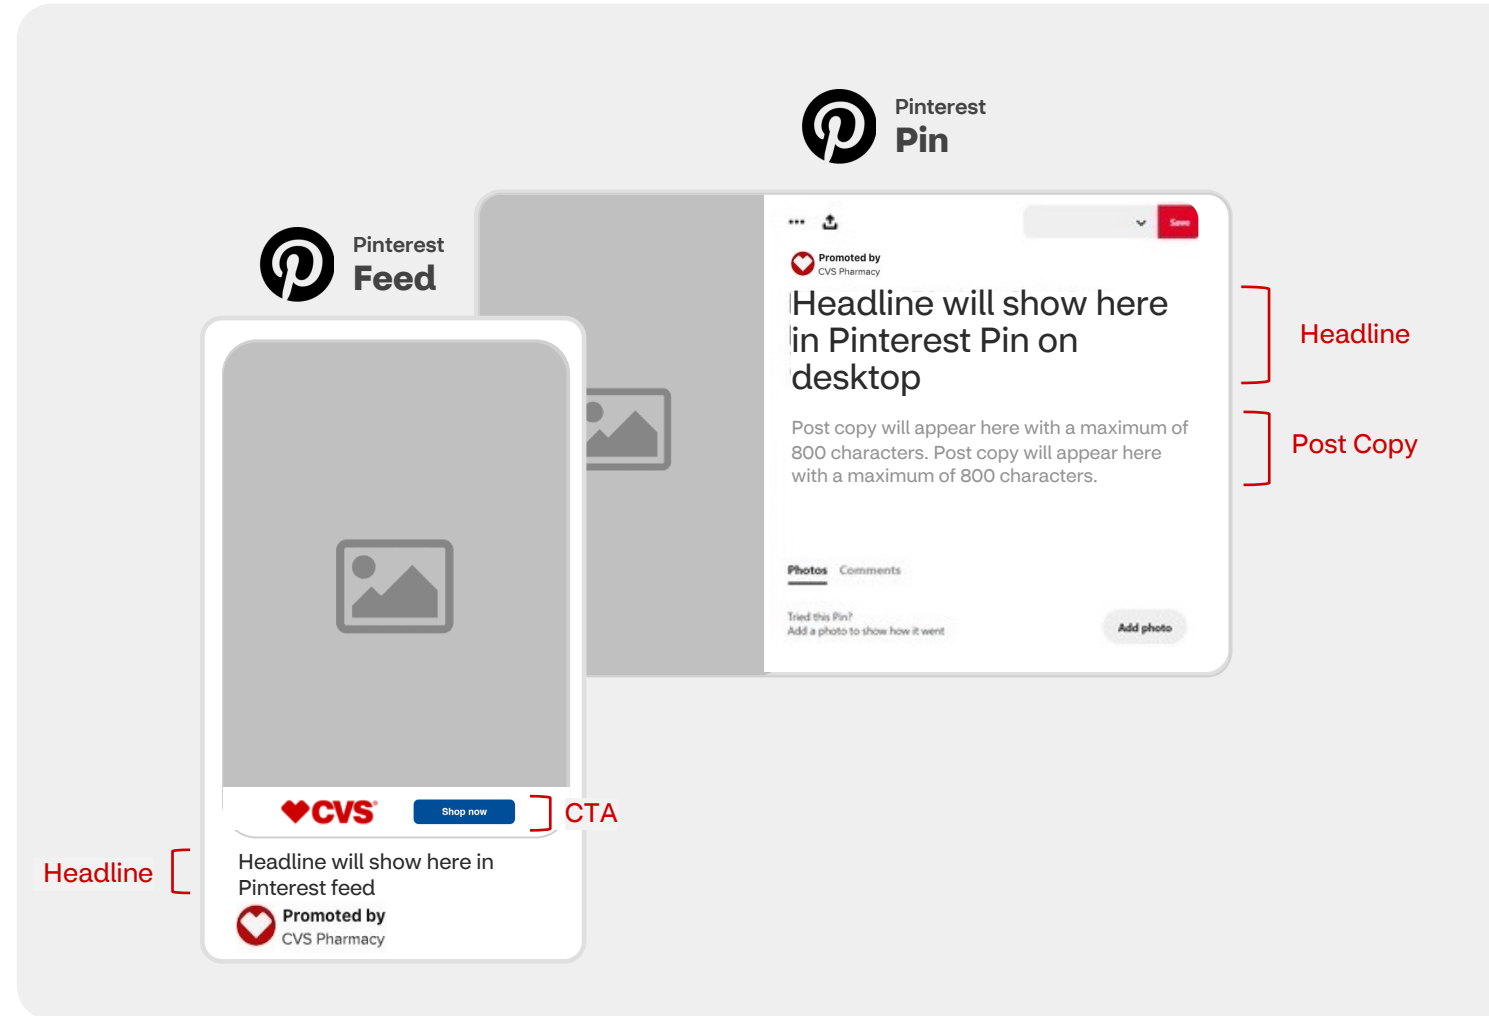 Pinterest
Pin
Pinterest
Feed
Save
Promoted by
CVS Pharmacy
Headline will show here
in Pinterest Pin on
desktop
Headline
Post copy will appear here with a maximum of
800 characters. Post copy will appear here
with a maximum of 800 characters.
Post Copy
Photos Comments
Tried this Pin?
Add a photo to show how it went
Add photo
CVS®
Shop now
CTA
Headline
Headline will show here in
Pinterest feed
Promoted by
CVS Pharmacy